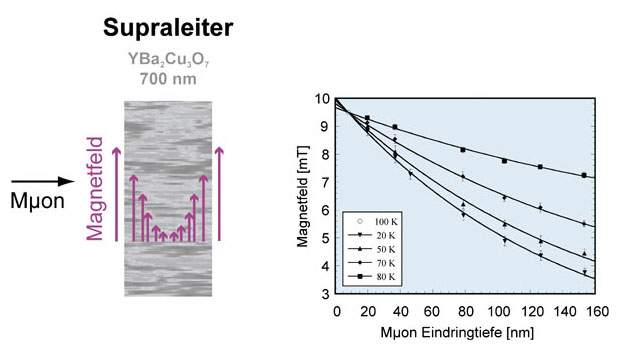 Supraleiter
YBa₂Cu₃O₇
700 nm
Magnetfeld
Mµon
Magnetfeld [mT]
10
9
8
7
6
5
4
3
100 K
20 K
50 K
70 K
80 K
0 20 40 60 80 100 120 140 160
Mµon Eindringtiefe [nm]